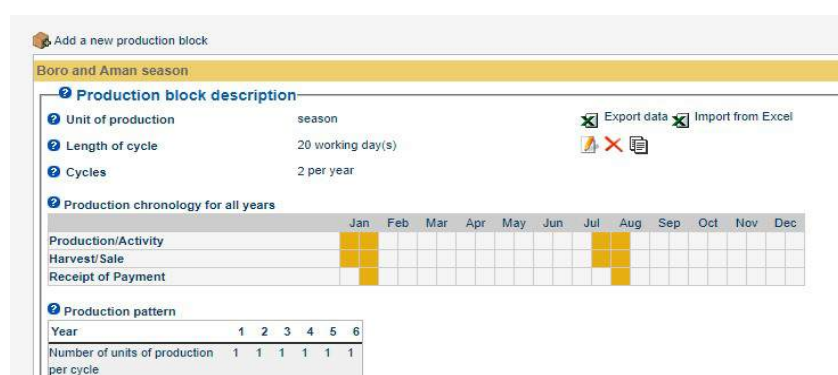 Add a new production block
Boro and Aman season
Production block description
Unit of production season Export data Import from Excel
Length of cycle 20 working day(s)
Cycles 2 per year
Production chronology for all years
Jan Feb Mar Apr May Jun Jul Aug Sep Oct Nov Dec
Production/Activity
Harvest/Sale
Receipt of Payment
Production pattern
Year 1 2 3 4 5 6
Number of units of production 1 1 1 1 1 1
per cycle